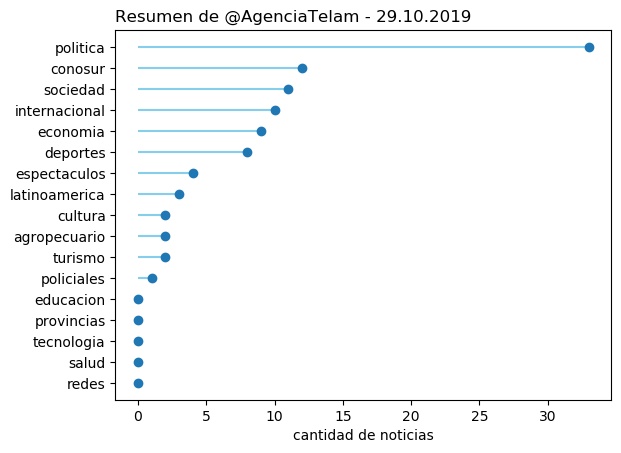 Resumen de @AgenciaTelam - 29.10.2019
politica
conosur
sociedad
internacional
economia
deportes
espectaculos
latinoamerica
cultura
agropecuario
turismo
policiales
educacion
provincias
tecnologia
salud
redes
0 5 10 15 20 25 30
cantidad de noticias